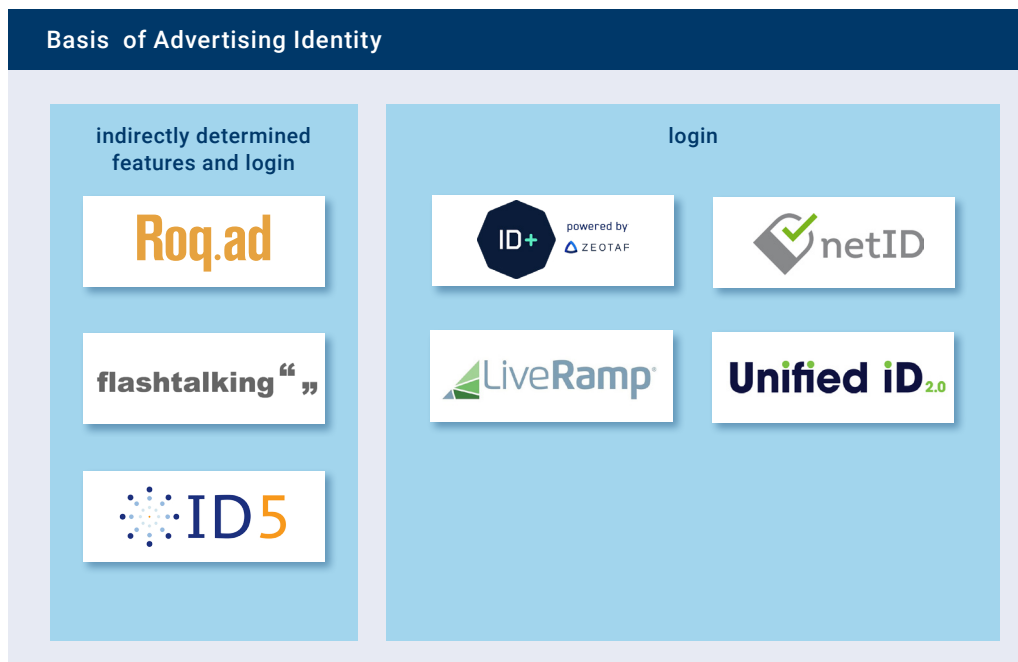 Basis of Advertising Identity
indirectly determined
features and login
Roq.ad
flashtalking “ „
ID5
login
ID+
powered by
ZEOTAF
netID
LiveRamp®
Unified iD 2.0